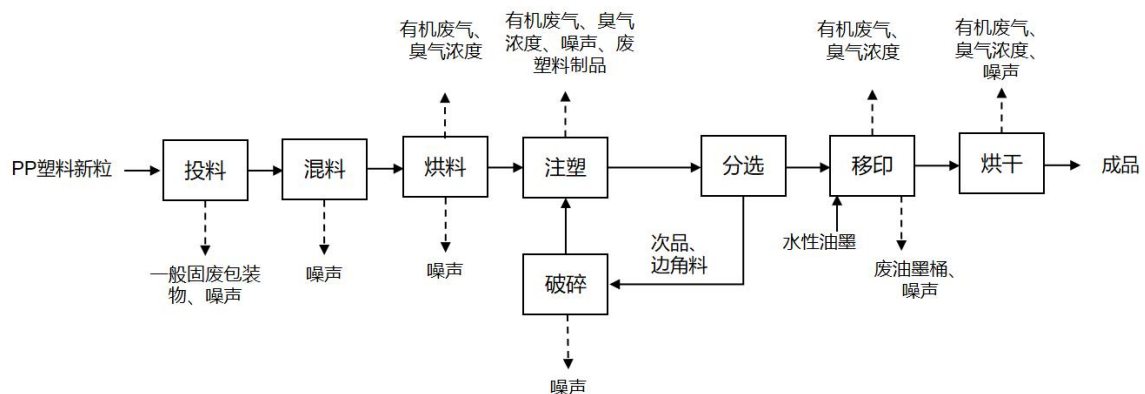 有机废气、
臭气浓度
有机废气、臭气
浓度、噪声、废
塑料制品
有机废气、
臭气浓度
有机废气、
臭气浓度、
噪声
PP塑料新粒
投料
混料
烘料
注塑
分选
移印
烘干
成品
一般固废包装
物、噪声
噪声
噪声
破碎
次品、
边角料
水性油墨
废油墨桶、
噪声
噪声